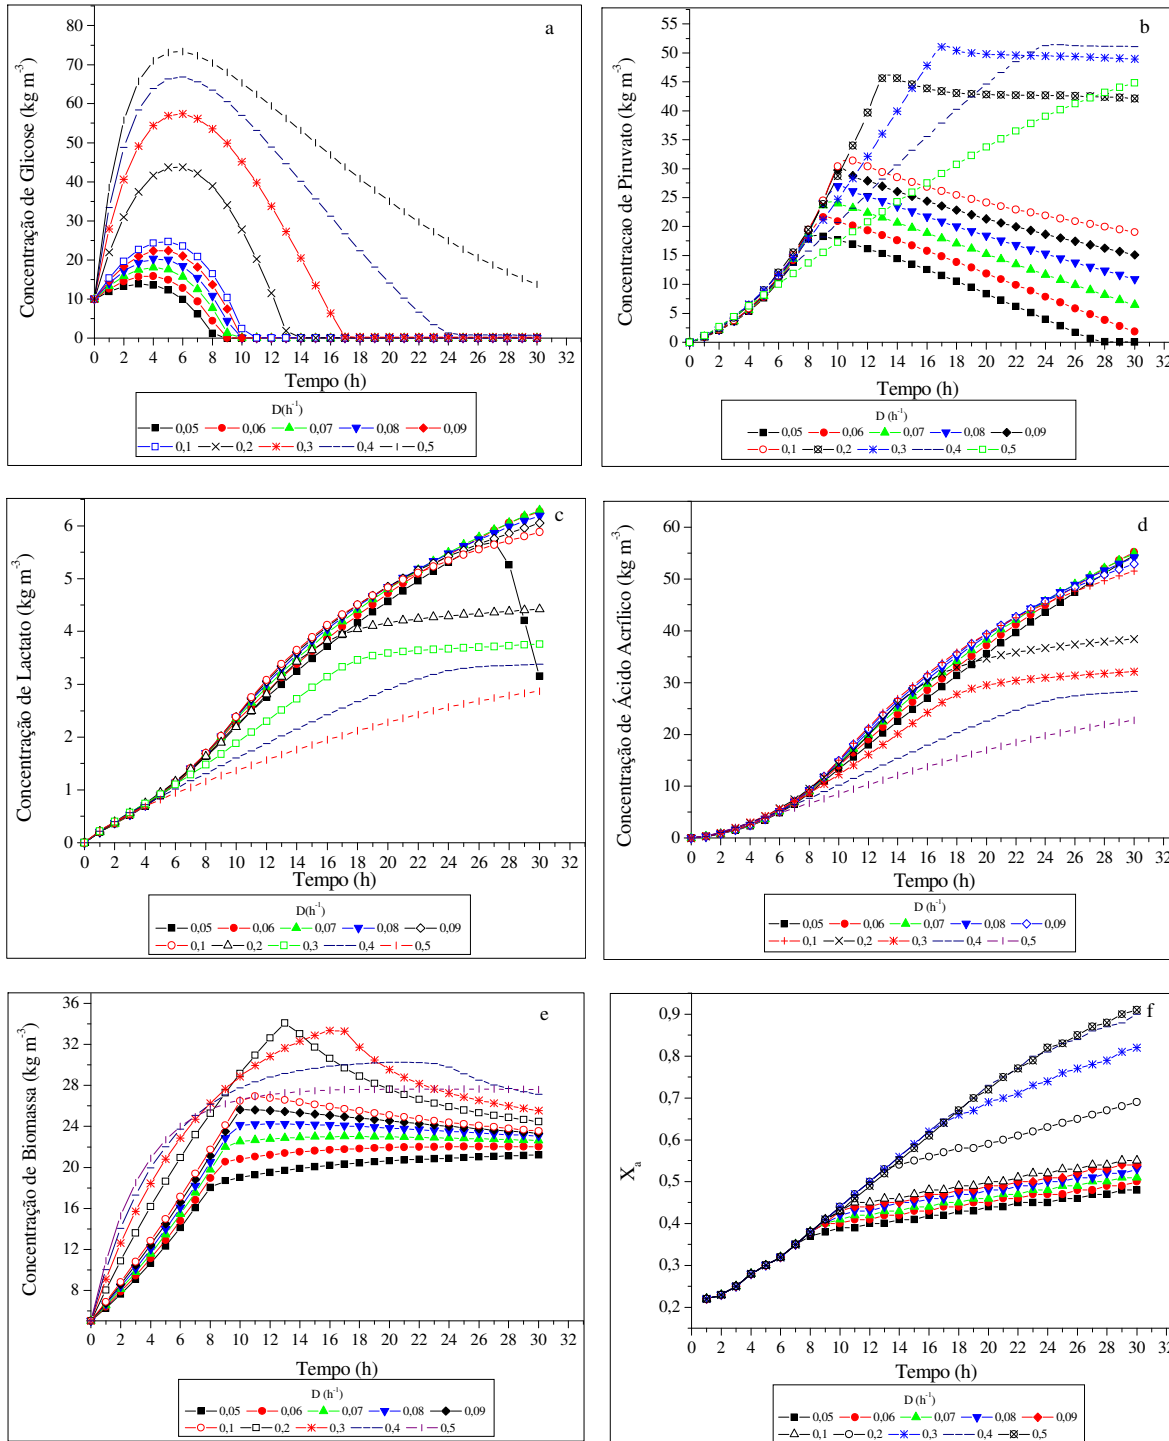 a
Concentração de Glicose (kg m⁻³)
80
70
60
50
40
30
20
10
0
0 2 4 6 8 10 12 14 16 18 20 22 24 26 28 30 32
Tempo (h)
D(h⁻¹)
0,05 0,06 0,07 0,08 0,09
0,1 0,2 0,3 0,4 0,5
b
Concentracao de Piruvato (kg m⁻³)
55
50
45
40
35
30
25
20
15
10
5
0
0 2 4 6 8 10 12 14 16 18 20 22 24 26 28 30 32
Tempo (h)
D (h⁻¹)
0,05 0,06 0,07 0,08 0,09
0,1 0,2 0,3 0,4 0,5
c
Concentração de Lactato (kg m⁻³)
6
5
4
3
2
1
0
0 2 4 6 8 10 12 14 16 18 20 22 24 26 28 30 32
Tempo (h)
D(h⁻¹)
0,05 0,06 0,07 0,08 0,09
0,1 0,2 0,3 0,4 0,5
d
Concentração de Ácido Acrílico (kg m⁻³)
60
50
40
30
20
10
0
0 2 4 6 8 10 12 14 16 18 20 22 24 26 28 30 32
Tempo (h)
D (h⁻¹)
0,05 0,06 0,07 0,08 0,09
0,1 0,2 0,3 0,4 0,5
e
Concentração de Biomassa (kg m⁻³)
36
32
28
24
20
16
12
8
0 2 4 6 8 10 12 14 16 18 20 22 24 26 28 30 32
Tempo (h)
D (h⁻¹)
0,05 0,06 0,07 0,08 0,09
0,1 0,2 0,3 0,4 0,5
f
Xₐ
0,9
0,8
0,7
0,6
0,5
0,4
0,3
0,2
0 2 4 6 8 10 12 14 16 18 20 22 24 26 28 30 32
Tempo (h)
D (h⁻¹)
0,05 0,06 0,07 0,08 0,09
0,1 0,2 0,3 0,4 0,5